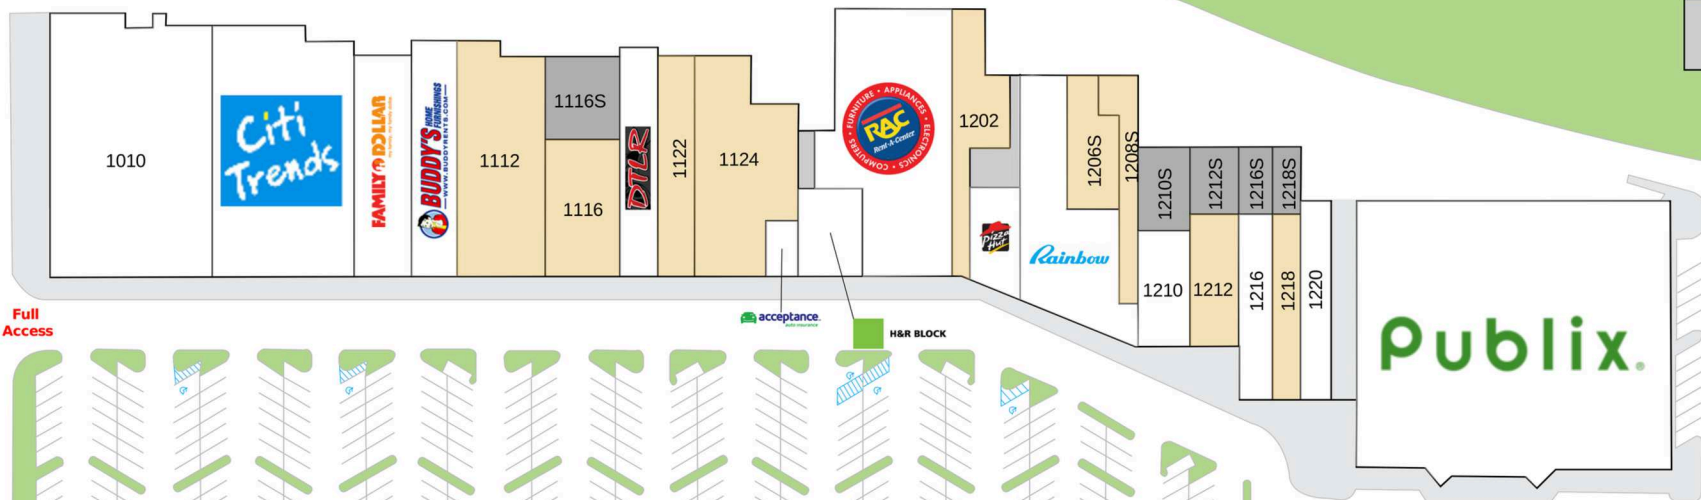 1010
Citi
Trends
FAMILY DOLLAR
BUDDY'S HOME FURNISHINGS
WWW.BUDDYRENTS.COM
1112
1116S
1116
DTLR
1122
1124
FURNITURE • APPLIANCES • ELECTRONICS • COMPUTERS •
RAC
Rent-A-Center
1202
Pizza
Hut
Rainbow
1206S
1208S
1210S
1212S
1216S
1218S
1210
1212
1216
1218
1220
Publix
Full
Access
acceptance
auto insurance
H&R BLOCK